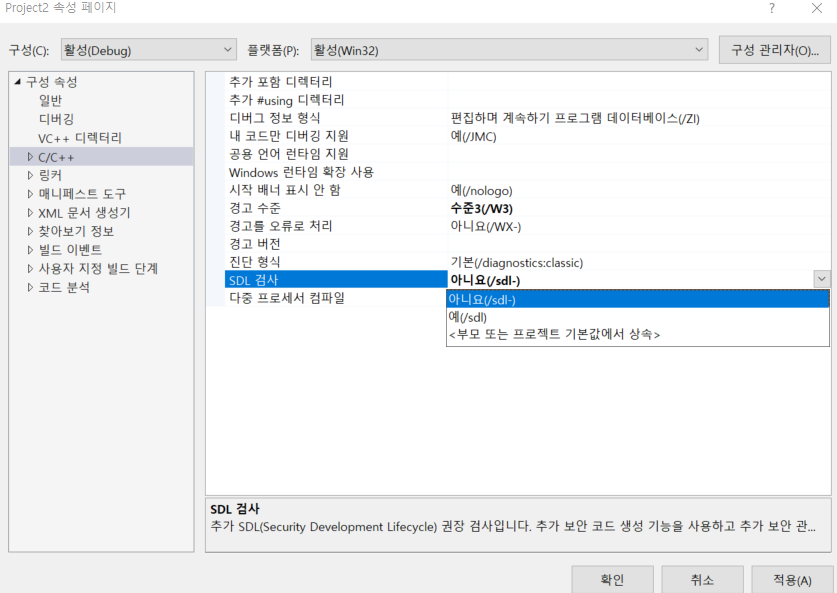 Project2 속성 페이지
?
구성(C): 활성(Debug) 플랫폼(P): 활성(Win32) 구성 관리자(O)...
구성 속성
일반
디버깅
VC++ 디렉터리
C/C++
링커
매니페스트 도구
XML 문서 생성기
찾아보기 정보
빌드 이벤트
사용자 지정 빌드 단계
코드 분석
추가 포함 디렉터리
추가 #using 디렉터리
디버그 정보 형식 편집하며 계속하기 프로그램 데이터베이스(/ZI)
내 코드만 디버깅 지원 예(/JMC)
공용 언어 런타임 지원
Windows 런타임 확장 사용
시작 배너 표시 안 함 예(/nologo)
경고 수준 수준3(/W3)
경고를 오류로 처리 아니요(/WX-)
경고 버전
진단 형식 기본(/diagnostics:classic)
SDL 검사 아니요(/sdl-)
다중 프로세서 컴파일
아니요(/sdl-)
예(/sdl)
<부모 또는 프로젝트 기본값에서 상속>
SDL 검사
추가 SDL(Security Development Lifecycle) 권장 검사입니다. 추가 보안 코드 생성 기능을 사용하고 추가 보안 관...
확인 취소 적용(A)